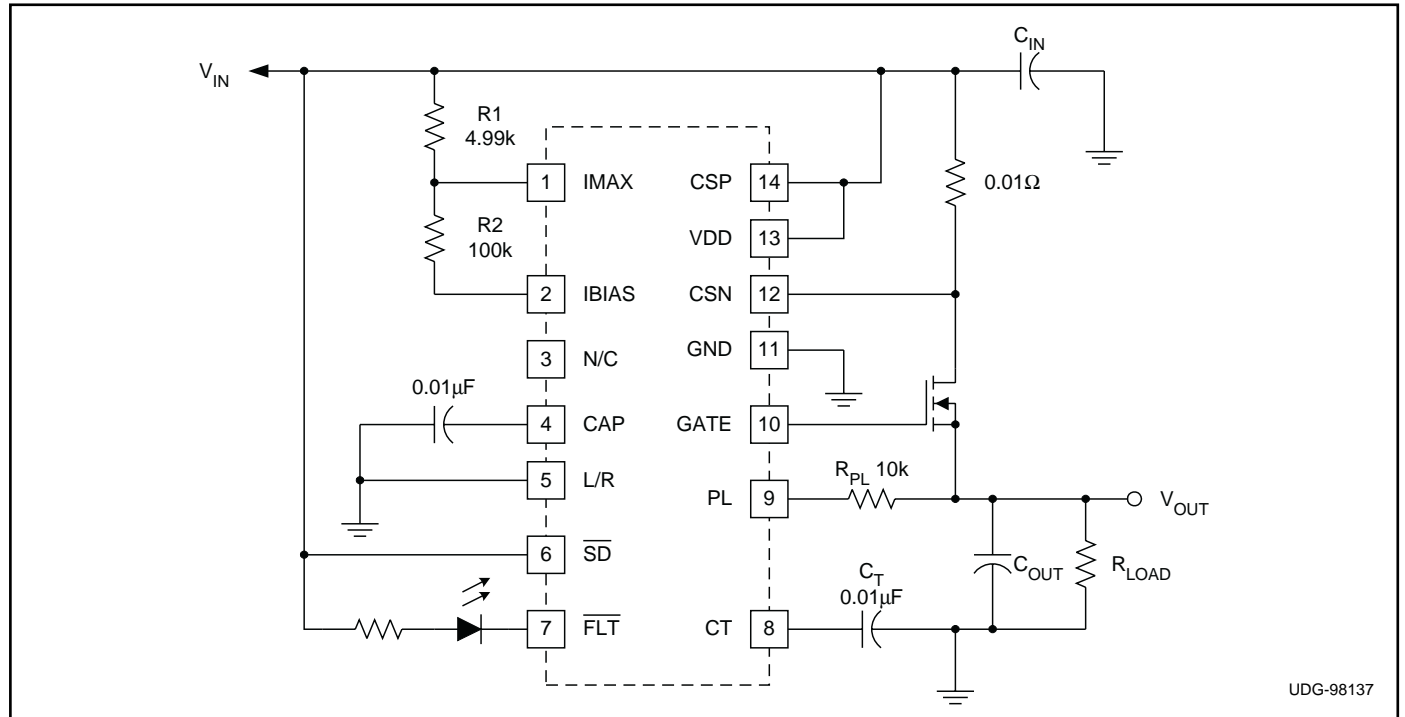 C_IN
V_IN
R1
4.99k
1 IMAX CSP 14
0.01Ω
VDD 13
R2
100k
2 IBIAS CSN 12
3 N/C GND 11
0.01µF
4 CAP GATE 10
R_PL 10k
5 L/R PL 9
V_OUT
6 S̅D̅
C_OUT R_LOAD
C_T
0.01µF
7 F̅L̅T̅ CT 8
UDG-98137